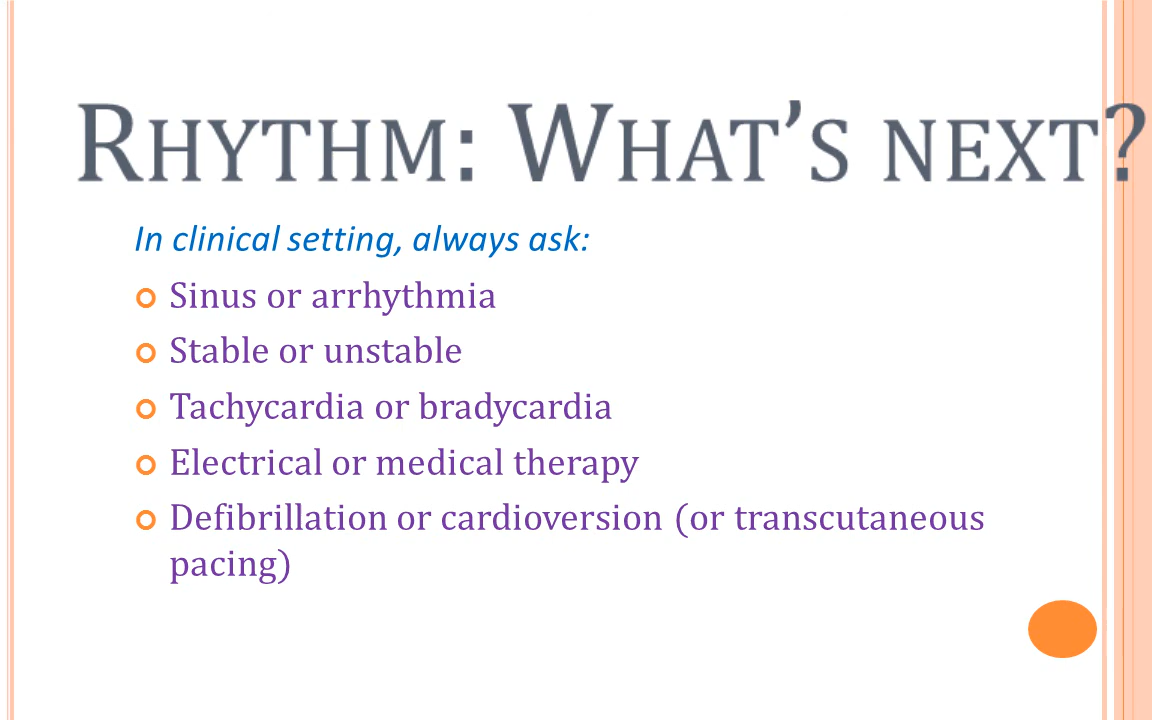 RHYTHM: WHAT'S NEXT?
In clinical setting, always ask:
Sinus or arrhythmia
Stable or unstable
Tachycardia or bradycardia
Electrical or medical therapy
Defibrillation or cardioversion (or transcutaneous
pacing)